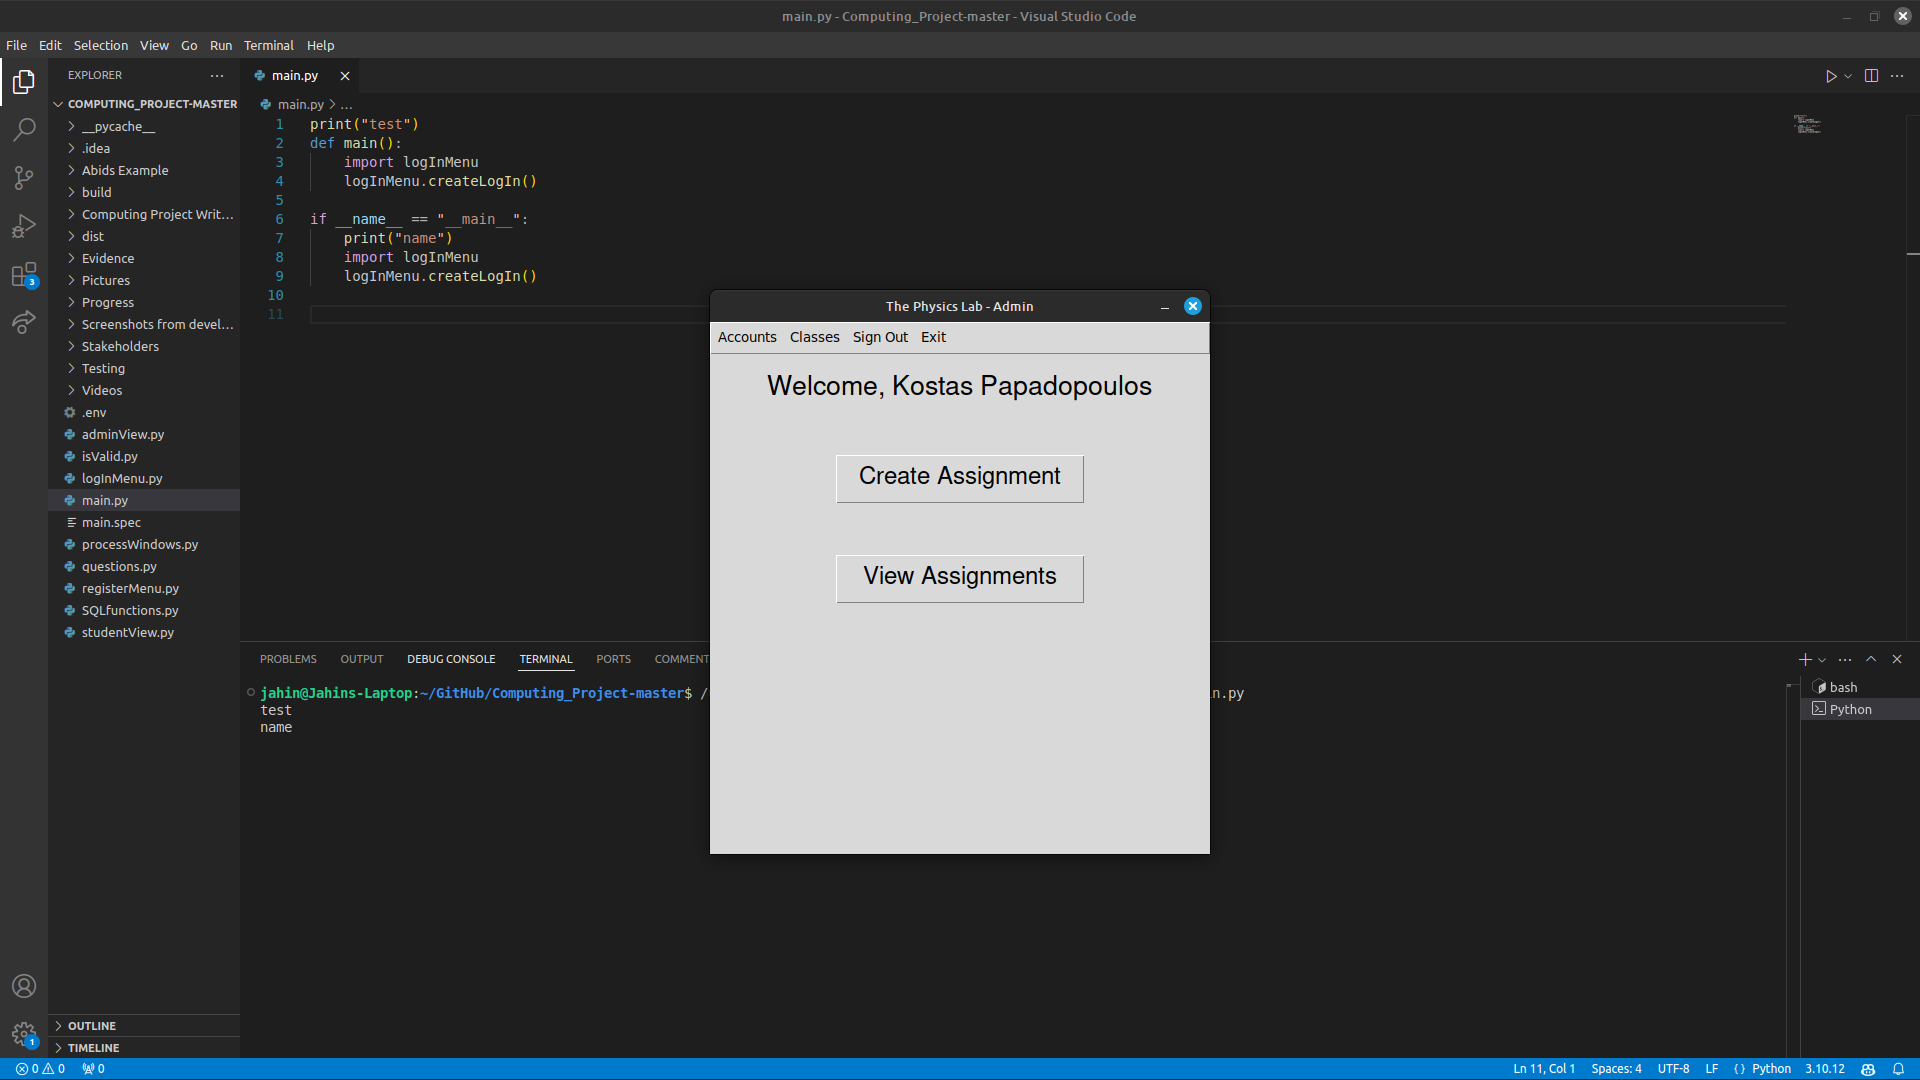 main.py - Computing_Project-master - Visual Studio Code
File Edit Selection View Go Run Terminal Help
EXPLORER
COMPUTING_PROJECT-MASTER
__pycache__
.idea
Abids Example
build
Computing Project Writ...
dist
Evidence
Pictures
Progress
Screenshots from devel...
Stakeholders
Testing
Videos
.env
adminView.py
isValid.py
logInMenu.py
main.py
main.spec
processWindows.py
questions.py
registerMenu.py
SQLfunctions.py
studentView.py
OUTLINE
TIMELINE
3
1
main.py
main.py > ...
1 print("test")
2 def main():
3 import logInMenu
4 logInMenu.createLogIn()
5
6 if __name__ == "__main__":
7 print("name")
8 import logInMenu
9 logInMenu.createLogIn()
10
11
The Physics Lab - Admin
Accounts Classes Sign Out Exit
Welcome, Kostas Papadopoulos
Create Assignment
View Assignments
PROBLEMS OUTPUT DEBUG CONSOLE TERMINAL PORTS COMMENT
jahin@Jahins-Laptop:~/GitHub/Computing_Project-master$ / n.py
test
name
bash
Python
0 0 0
Ln 11, Col 1 Spaces: 4 UTF-8 LF {} Python 3.10.12